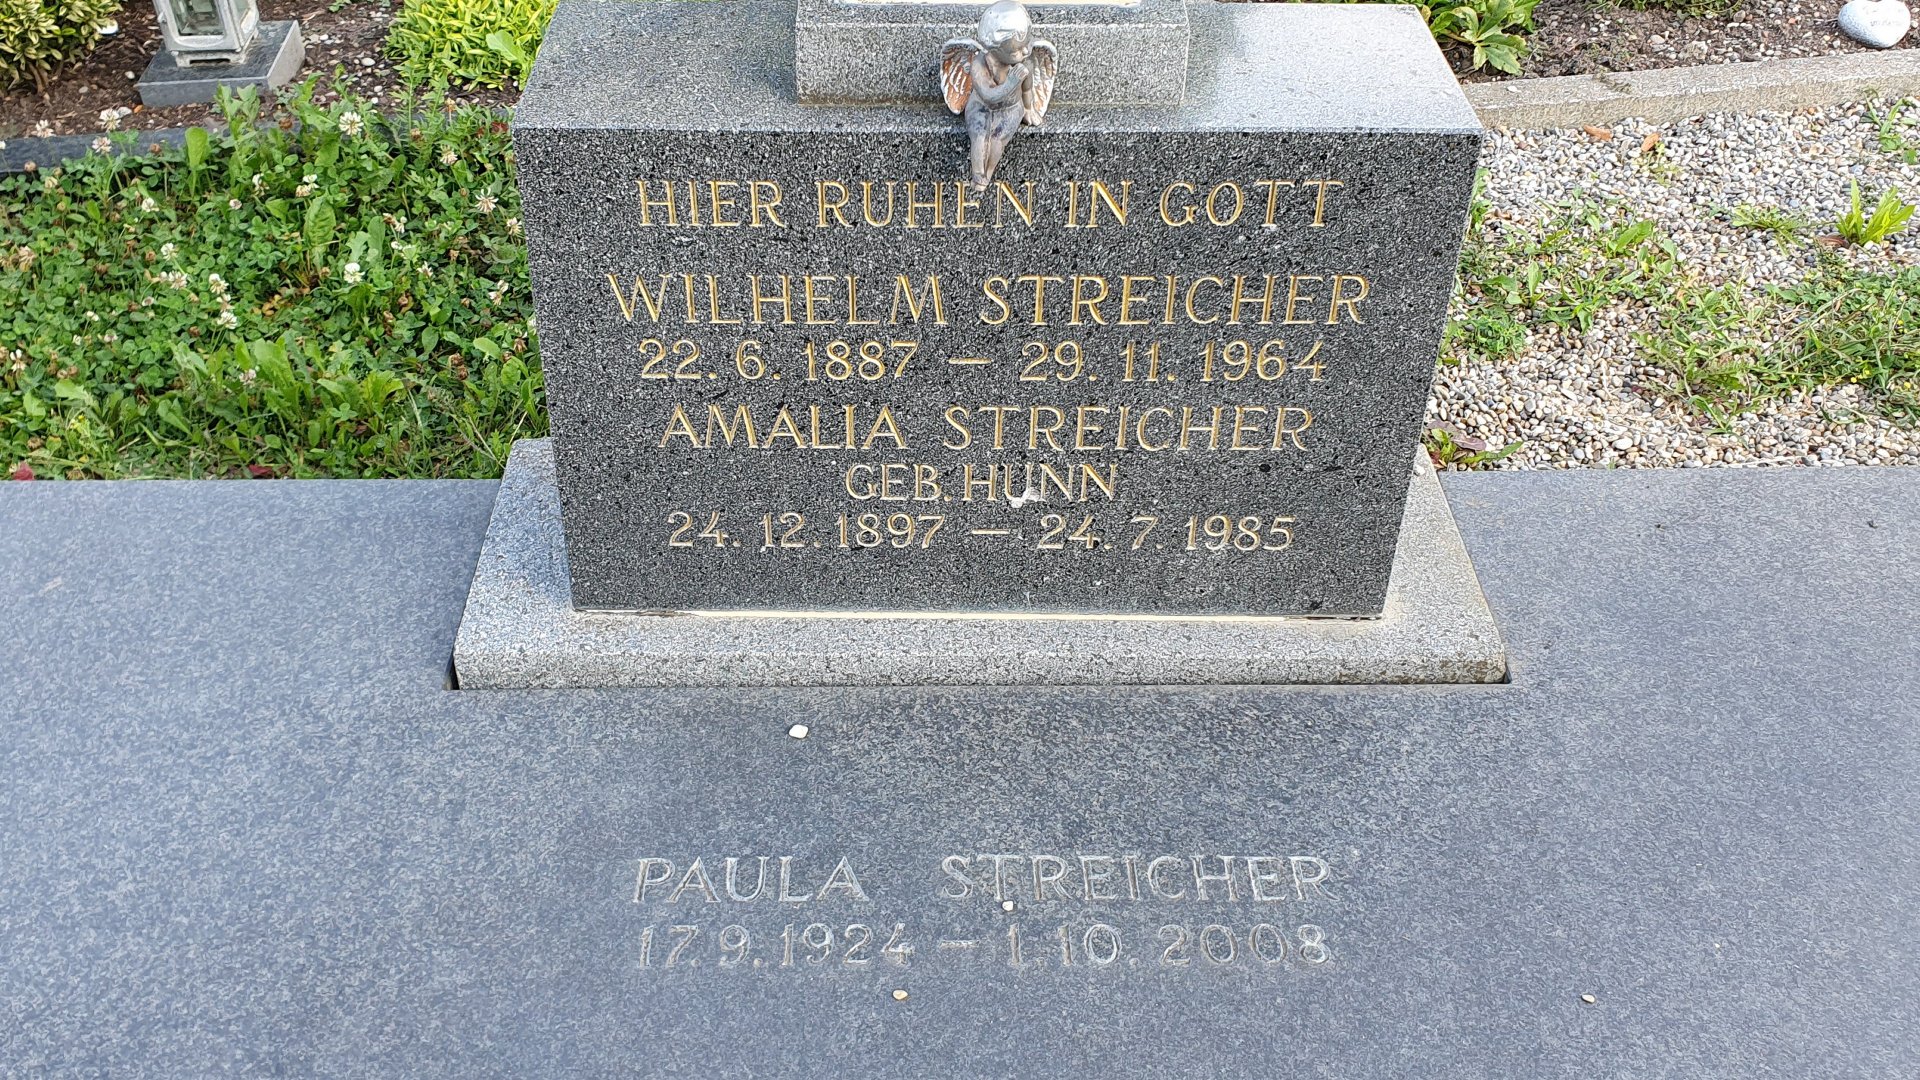 HIER RUHEN IN GOTT
WILHELM STREICHER
22. 6. 1887 – 29. 11. 1964
AMALIA STREICHER
GEB. HUNN
24. 12. 1897 – 24. 7. 1985
PAULA STREICHER
17. 9. 1924 – 1. 10. 2008